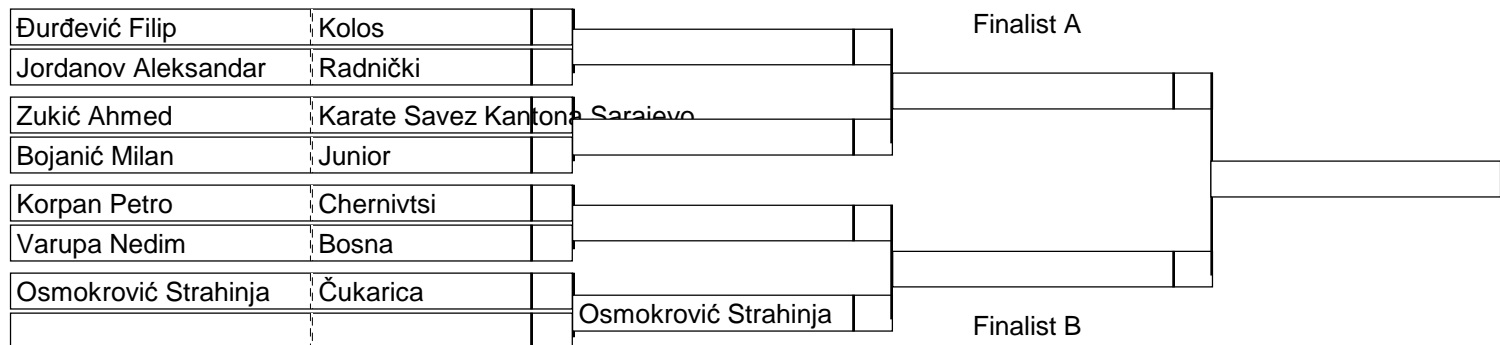 Đurđević Filip Kolos
Finalist A
Jordanov Aleksandar Radnički
Zukić Ahmed Karate Savez Kantona Sarajevo
Bojanić Milan Junior
Korpan Petro Chernivtsi
Varupa Nedim Bosna
Osmokrović Strahinja Čukarica
Osmokrović Strahinja
Finalist B